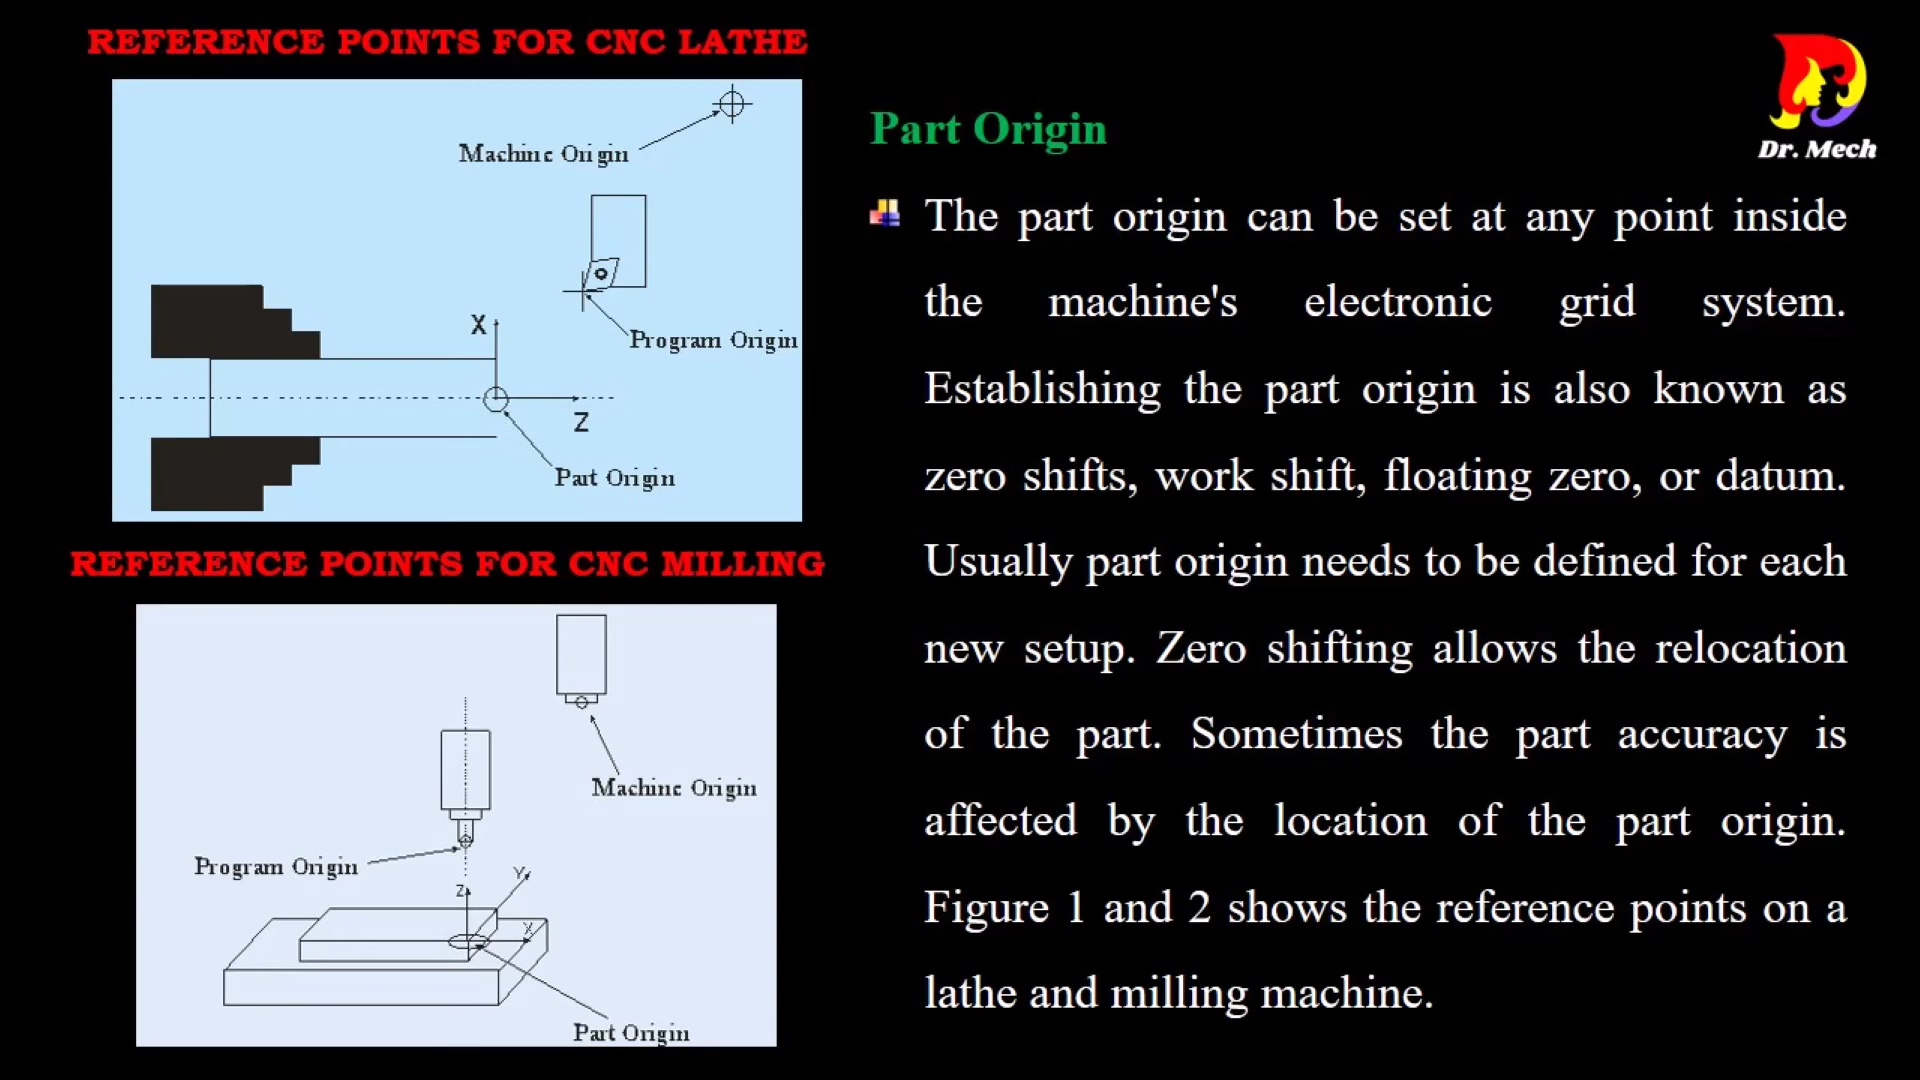 REFERENCE POINTS FOR CNC LATHE
Machine Origin
Program Origin
X
Z
Part Origin
REFERENCE POINTS FOR CNC MILLING
Machine Origin
Program Origin
Z
Y
X
Part Origin
Dr. Mech
Part Origin
The part origin can be set at any point inside
the machine's electronic grid system.
Establishing the part origin is also known as
zero shifts, work shift, floating zero, or datum.
Usually part origin needs to be defined for each
new setup. Zero shifting allows the relocation
of the part. Sometimes the part accuracy is
affected by the location of the part origin.
Figure 1 and 2 shows the reference points on a
lathe and milling machine.